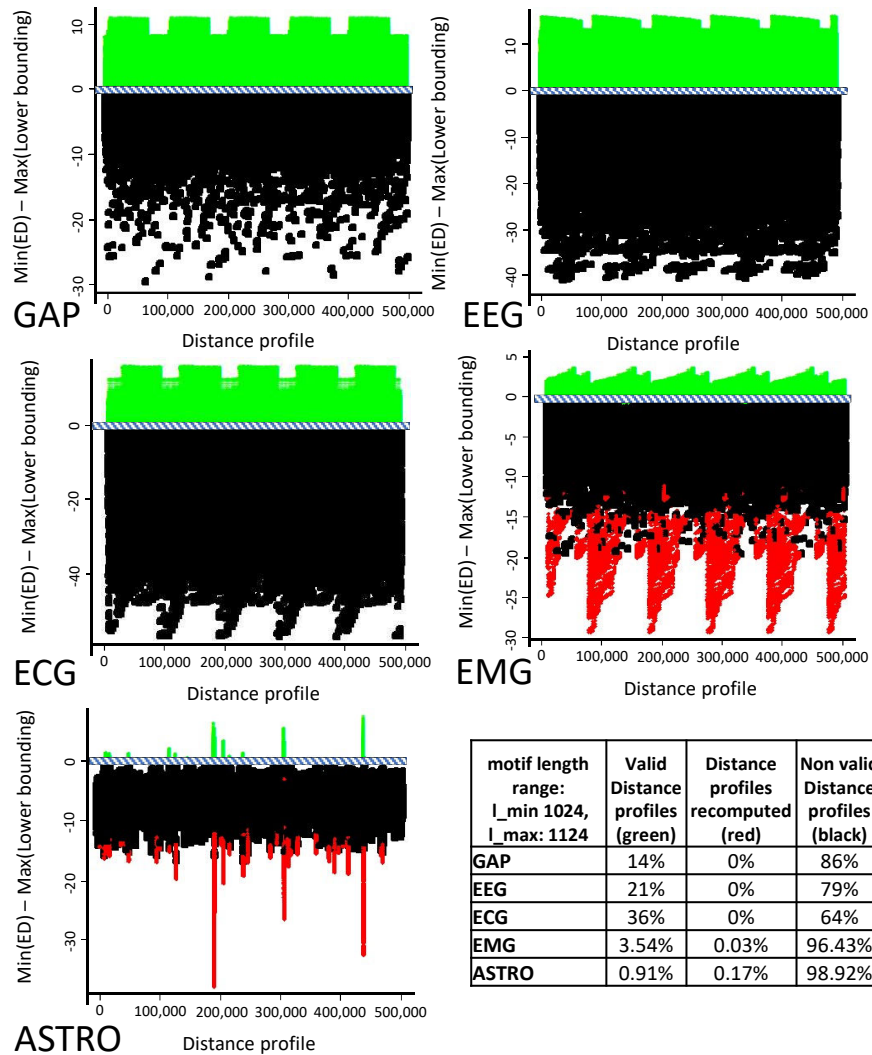 Min(ED) – Max(Lower bounding)
10
0
-10
-20
-30
0 100,000 200,000 300,000 400,000 500,000
GAP
Distance profile
Min(ED) – Max(Lower bounding)
10
0
-10
-20
-30
-40
0 100,000 200,000 300,000 400,000 500,000
EEG
Distance profile
Min(ED) – Max(Lower bounding)
0
20
40
0 100,000 200,000 300,000 400,000 500,000
ECG
Distance profile
Min(ED) – Max(Lower bounding)
5
0
-5
-10
-15
-20
-25
-30
0 100,000 200,000 300,000 400,000 500,000
EMG
Distance profile
Min(ED) – Max(Lower bounding)
0
10
20
30
0 100,000 200,000 300,000 400,000 500,000
ASTRO
Distance profile
motif length range: l_min 1024, l_max: 1124 | Valid Distance profiles (green) | Distance profiles recomputed (red) | Non valid Distance profiles (black)
GAP 14% 0% 86%
EEG 21% 0% 79%
ECG 36% 0% 64%
EMG 3.54% 0.03% 96.43%
ASTRO 0.91% 0.17% 98.92%